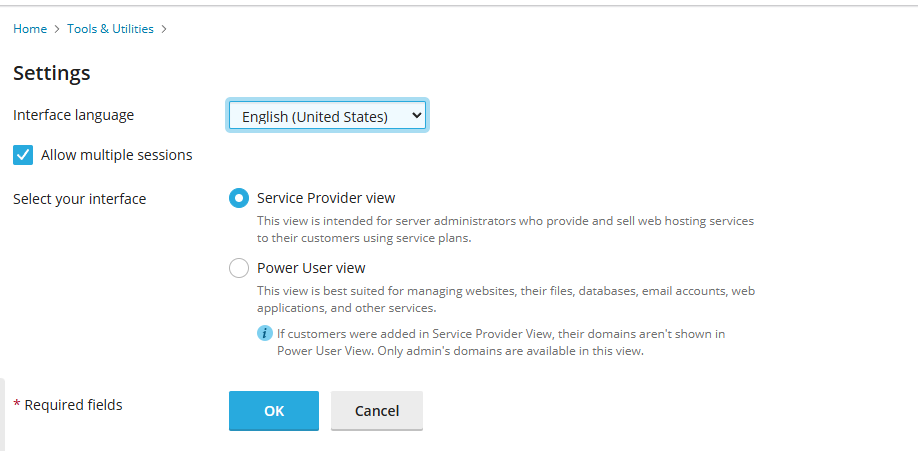 Home > Tools & Utilities >
Settings
Interface language
English (United States)
Allow multiple sessions
Select your interface
Service Provider view
This view is intended for server administrators who provide and sell web hosting services
to their customers using service plans.
Power User view
This view is best suited for managing websites, their files, databases, email accounts, web
applications, and other services.
i If customers were added in Service Provider View, their domains aren't shown in
Power User View. Only admin's domains are available in this view.
* Required fields
OK
Cancel